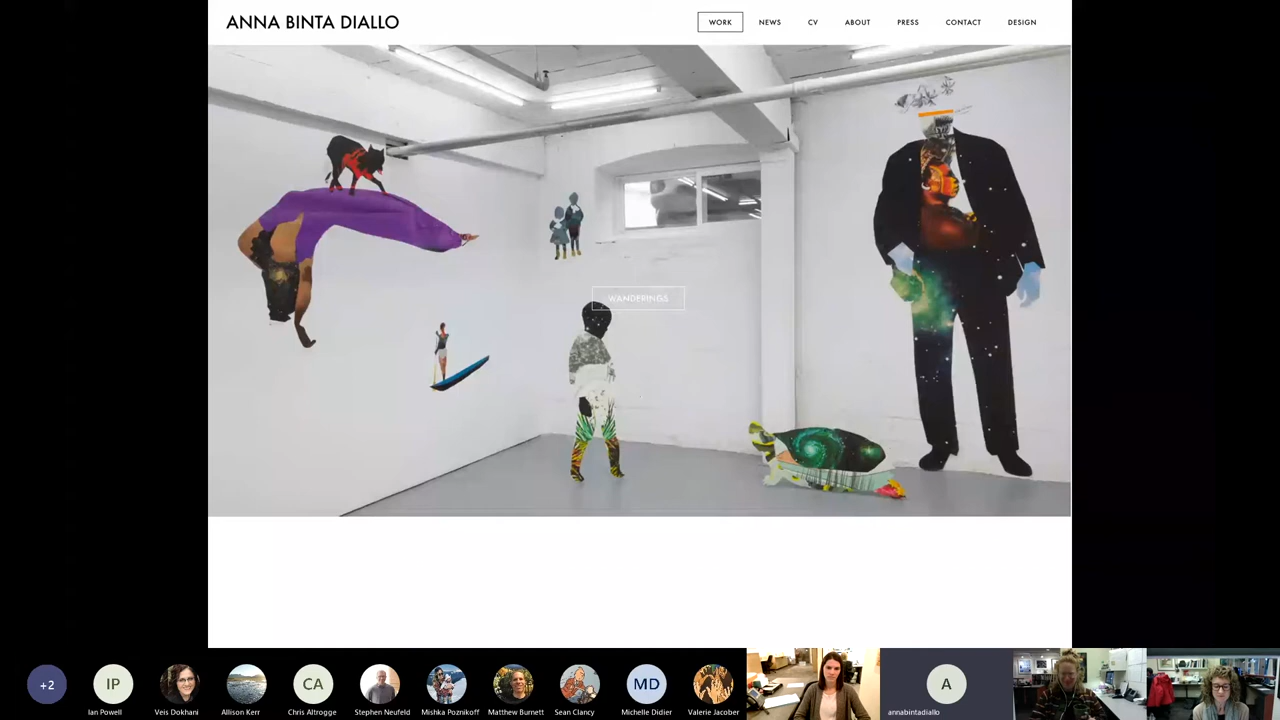 ANNA BINTA DIALLO
WORK NEWS CV ABOUT PRESS CONTACT DESIGN
WANDERINGS
+2 IP CA MD A
Ian Powell Veis Dokhani Allison Kerr Chris Altrogge Stephen Neufeld Mishka Poznikoff Matthew Burnett Sean Clancy Michelle Didier Valerie Jacober annabintadiallo